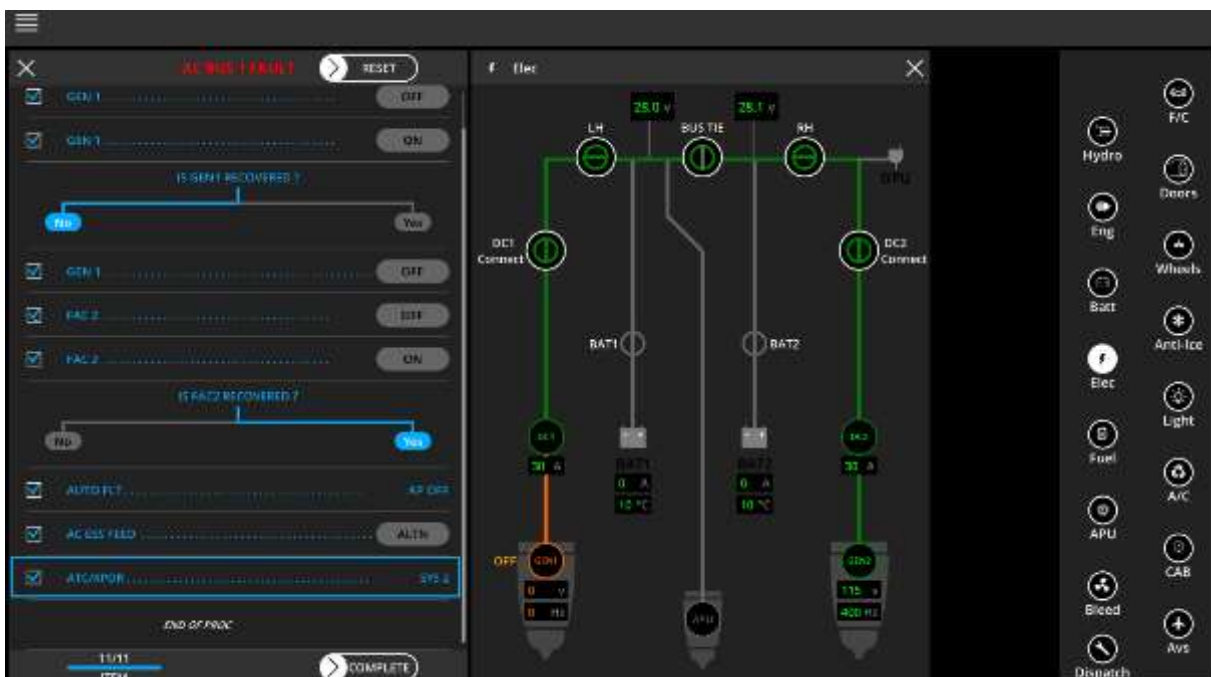 AC BUS 1 FAULT
RESET
GEN 1 OFF
GEN 1 ON
IS GEN1 RECOVERED ?
No Yes
GEN 1 OFF
FAC 2 OFF
FAC 2 ON
IS FAC2 RECOVERED ?
No Yes
AUTO FLT AP OFF
AC ESS FEED ALTN
ATC/XPDR SYS 2
END OF PROC
11/11
ITEM
COMPLETE
Elec
28.0 v
28.1 v
LH
BUS TIE
RH
GPU
DC1
Connect
DC2
Connect
BAT1
BAT2
DC1
DC2
30 A
BAT1
BAT2
30 A
0 A
0 A
10 °C
10 °C
OFF
GEN1
GEN2
0 V
115 v
0 Hz
400 Hz
APU
Hydro
Eng
Batt
Elec
Fuel
APU
Bleed
Dispatch
F/C
Doors
Wheels
Anti-Ice
Light
A/C
CAB
Avs